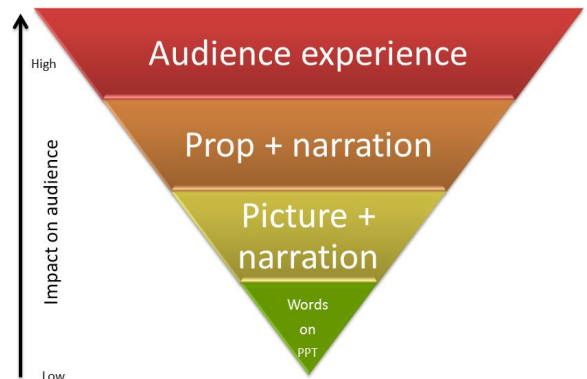 High
Audience experience
Prop + narration
Impact on audience
Picture +
narration
Words
on
PPT
Low